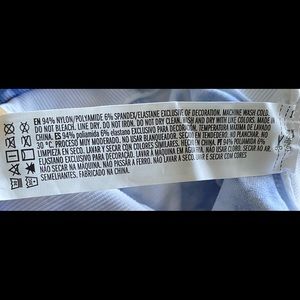 EN 94% NYLON/POLYAMIDE 6% SPANDEX/ELASTANE EXCLUSIVE OF DECORATION. MACHINE WASH COLD.
DO NOT BLEACH. LINE DRY. DO NOT IRON. DO NOT DRY CLEAN. WASH AND DRY WITH LIKE COLORS. MADE IN
CHINA. ES 94% poliamida 6% elastano EXCLUSIVO PARA DECORACIÓN. TEMPERATURA MAXIMA DE LAVADO
30 °C. PROCESO MUY MODERADO. NO USAR BLANQUEADOR. SECAR EN TENDEDERO. NO PLANCHAR. NO
LIMPIEZA EN SECO. LAVAR Y SECAR CON COLORES SIMILARES. HECHO EN CHINA. PT 94% POLIAMIDA 6%
ELASTANO EXCLUSIVO PARA DECORAÇÃO. LAVAR À MÁQUINA EM ÁGUA FRIA. NÃO USAR CLORO. SECAR AO AR
NÃO SECAR NA MÁQUINA. NÃO PASSAR A FERRO. NÃO LAVAR A SECO. LAVAR E SECAR COM CORES
SEMELHANTES. FABRICADO NA CHINA.